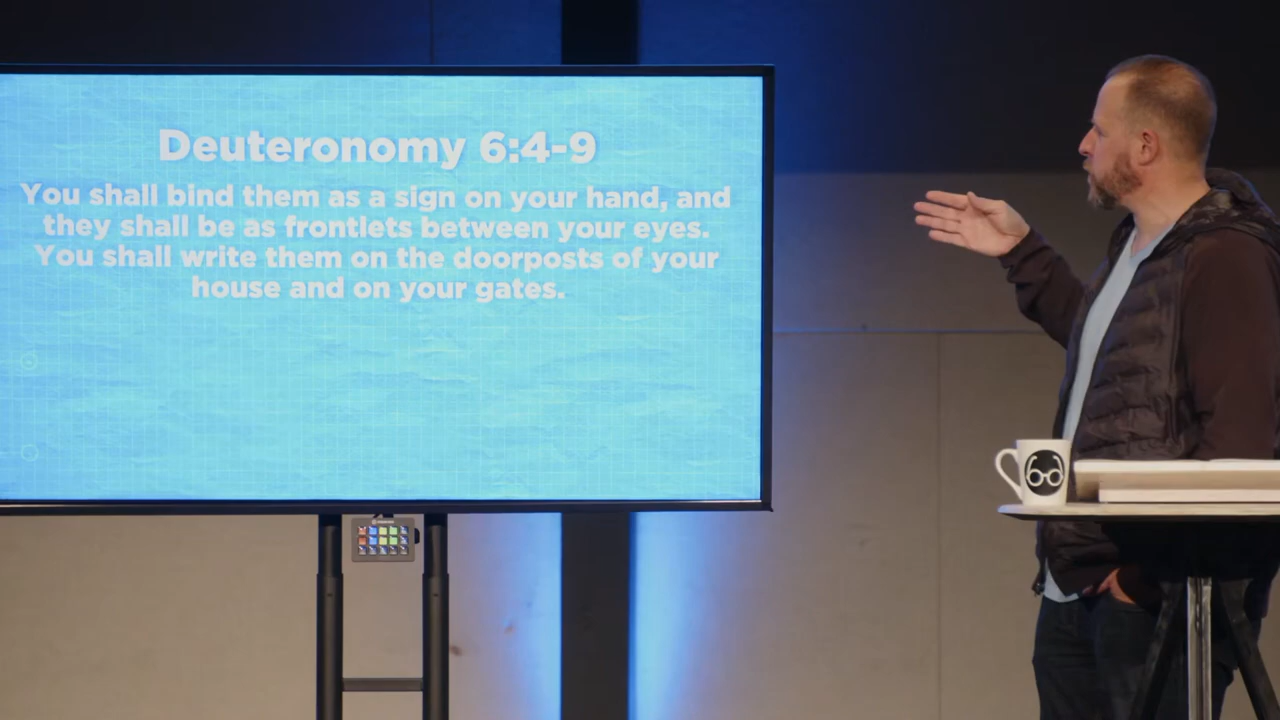 Deuteronomy 6:4-9
You shall bind them as a sign on your hand, and
they shall be as frontlets between your eyes.
You shall write them on the doorposts of your
house and on your gates.